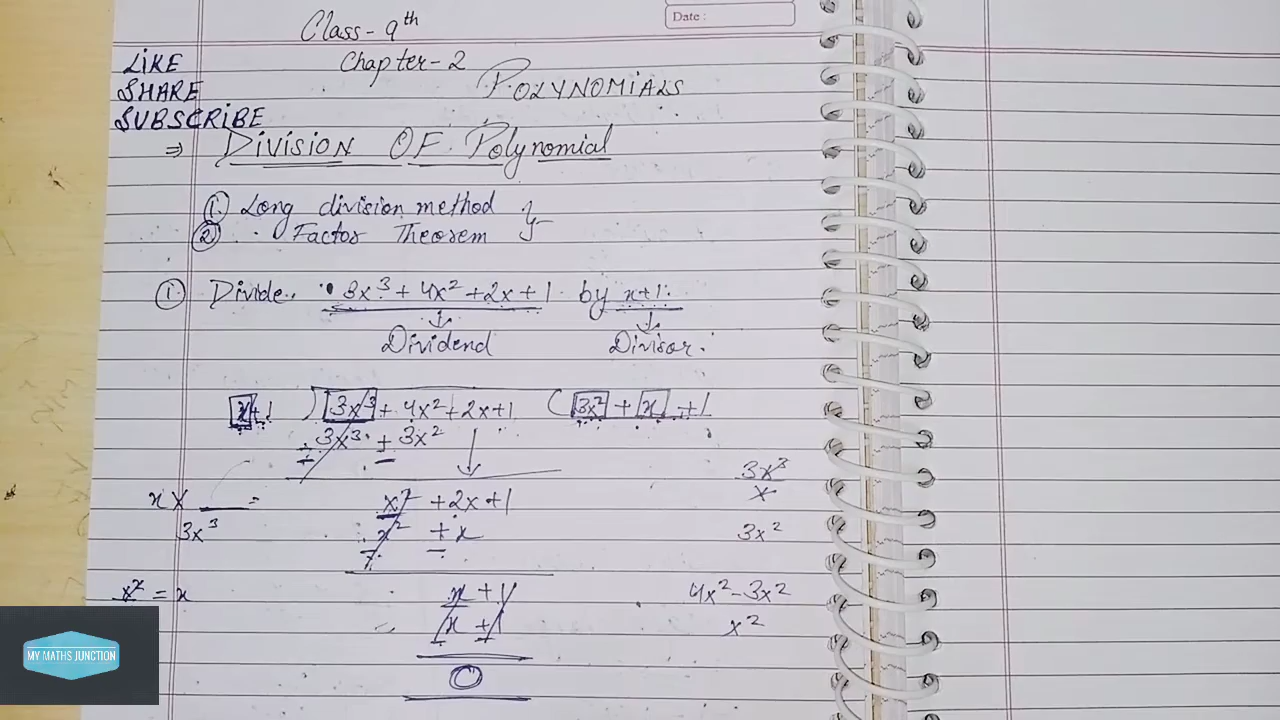 Class-9th
Date:
LIKE
Chapter-2
SHARE
POLYNOMIALS
SUBSCRIBE
⇒ DIVISION OF Polynomial
① Long division method
② Factor Theorem
① Divide 3x³ + 4x² + 2x + 1 by x+1.
Dividend
Divisor.
x+1 ) 3x³ + 4x² + 2x + 1 ( 3x² + x + 1
3x³ + 3x²
3x³/x
x × ___ =
x² + 2x + 1
3x³
x² + x
3x²
x² = x
x + 1
4x² - 3x²
x + 1
x²
0
MY MATHS JUNCTION